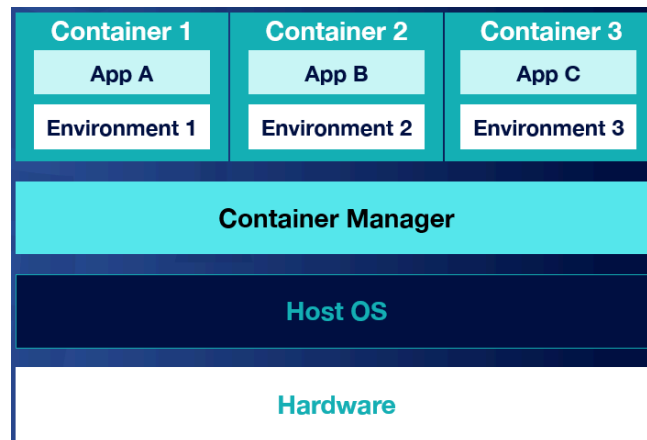 Container 1 Container 2 Container 3
App A App B App C
Environment 1 Environment 2 Environment 3
Container Manager
Host OS
Hardware